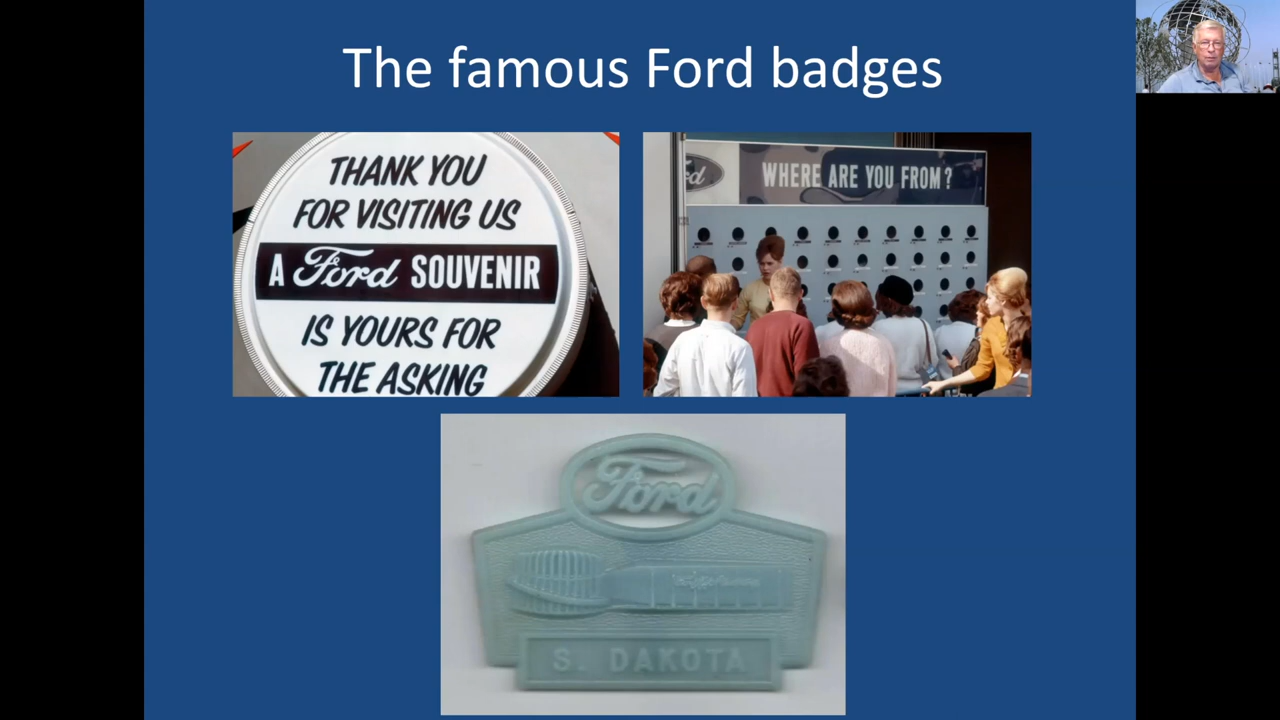 The famous Ford badges
THANK YOU
FOR VISITING US
A Ford SOUVENIR
IS YOURS FOR
THE ASKING
WHERE ARE YOU FROM?
Ford
S. DAKOTA